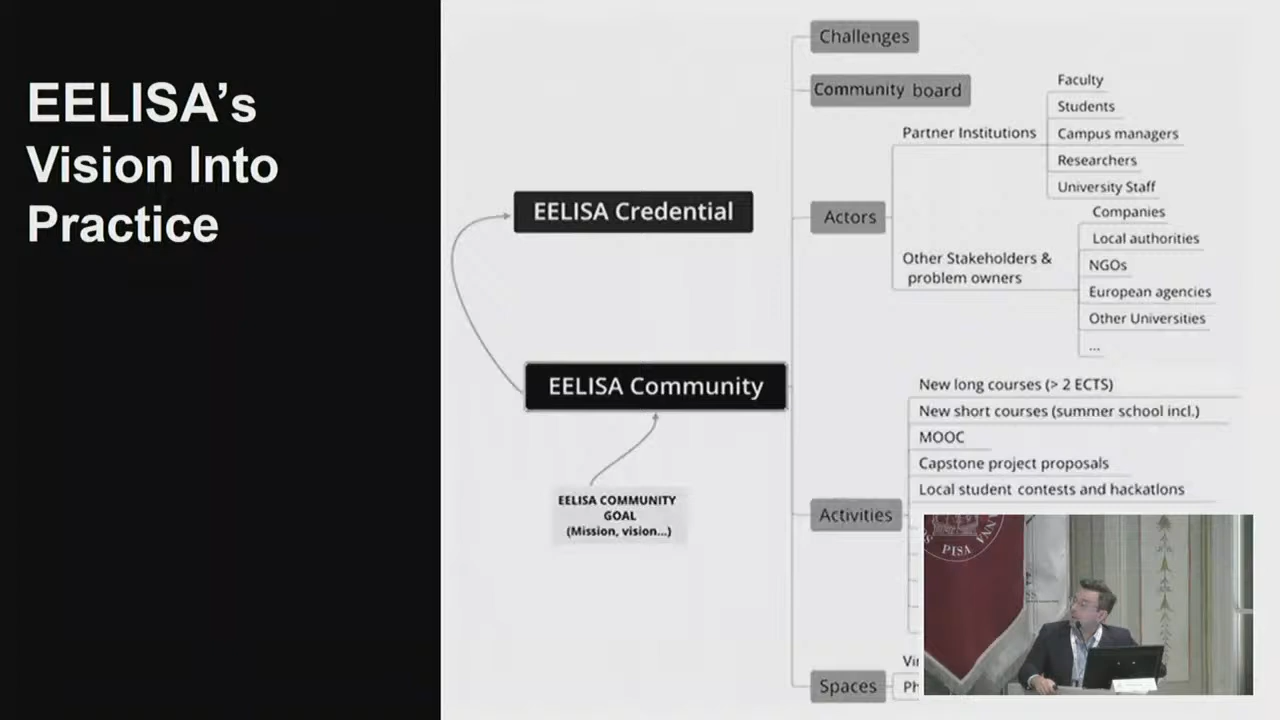 EELISA’s
Vision Into
Practice
EELISA Credential
EELISA Community
EELISA COMMUNITY
GOAL
(Mission, vision...)
Challenges
Community board
Actors
Partner Institutions
Faculty
Students
Campus managers
Researchers
University Staff
Other Stakeholders &
problem owners
Companies
Local authorities
NGOs
European agencies
Other Universities
...
Activities
New long courses (> 2 ECTS)
New short courses (summer school incl.)
MOOC
Capstone project proposals
Local student contests and hackatlons
Spaces
PISA